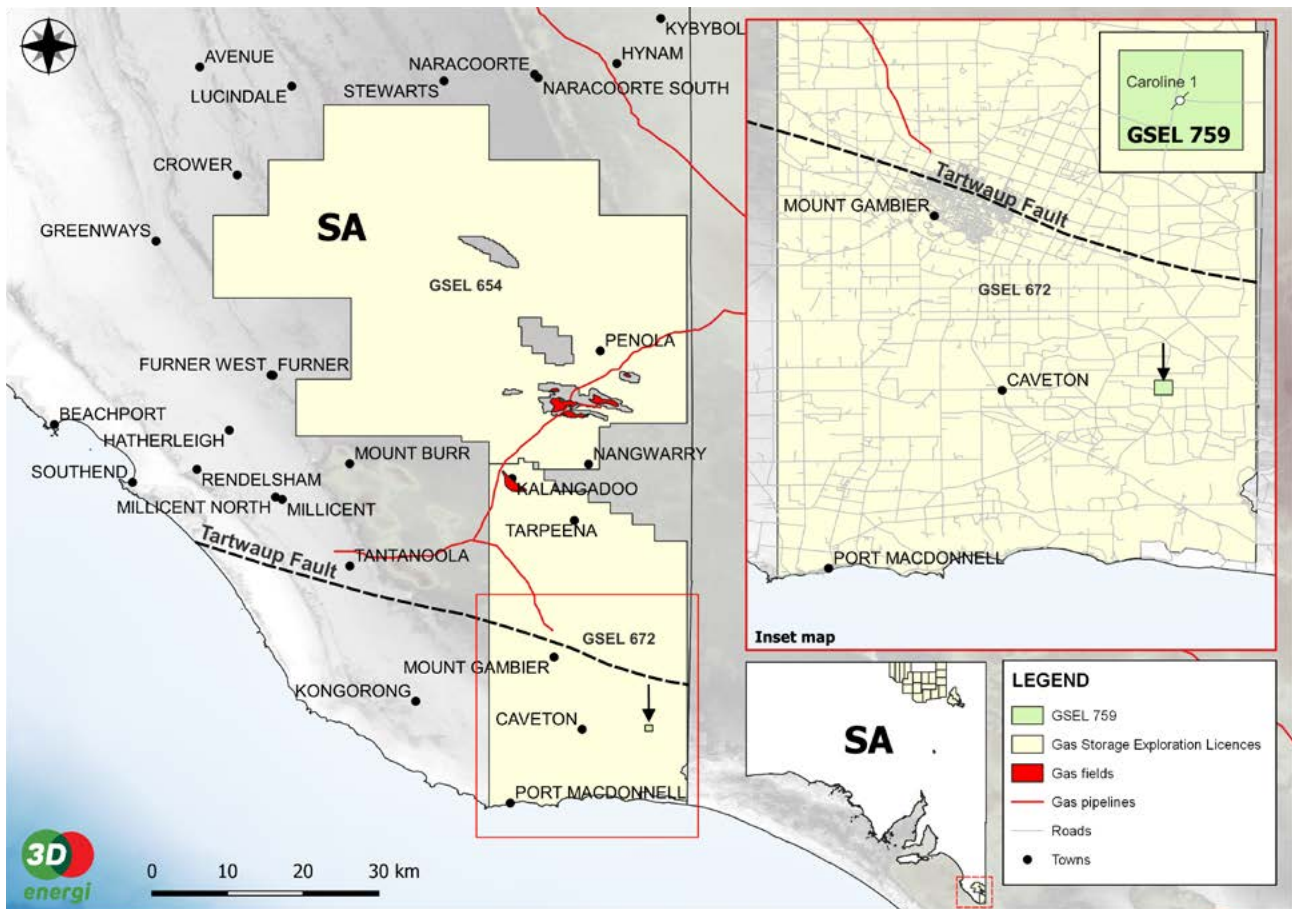 KYBYBOL
AVENUE
HYNAM
NARACOORTE
LUCINDALE
STEWARTS
NARACOORTE SOUTH
CROWER
SA
GREENWAYS
GSEL 654
PENOLA
FURNER WEST
FURNER
BEACHPORT
HATHERLEIGH
MOUNT BURR
NANGWARRY
SOUTHEND
RENDELSHAM
KALANGADOO
MILLICENT NORTH
MILLICENT
TARPEENA
Tartwaup Fault
TANTANOOLA
GSEL 672
MOUNT GAMBIER
KONGORONG
CAVETON
PORT MACDONNELL
3D
energi
0 10 20 30 km
Caroline 1
GSEL 759
Tartwaup Fault
MOUNT GAMBIER
GSEL 672
CAVETON
PORT MACDONNELL
Inset map
SA
LEGEND
GSEL 759
Gas Storage Exploration Licences
Gas fields
Gas pipelines
Roads
Towns